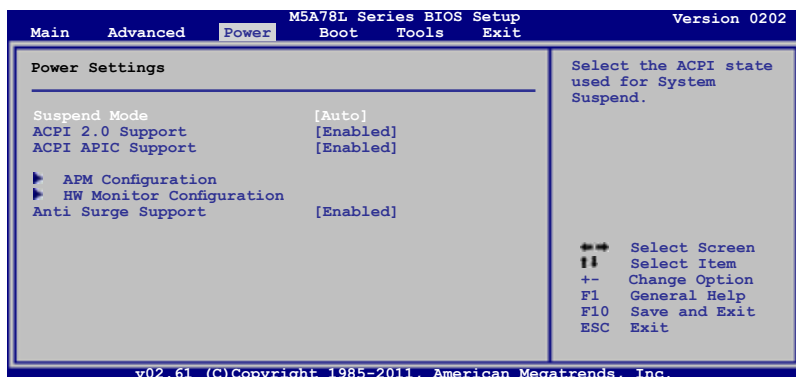 M5A78L Series BIOS Setup Version 0202
Main Advanced Power Boot Tools Exit
Power Settings
Suspend Mode [Auto]
ACPI 2.0 Support [Enabled]
ACPI APIC Support [Enabled]
APM Configuration
HW Monitor Configuration
Anti Surge Support [Enabled]
Select the ACPI state
used for System
Suspend.
Select Screen
Select Item
+- Change Option
F1 General Help
F10 Save and Exit
ESC Exit
v02.61 (C)Copyright 1985-2011, American Megatrends, Inc.